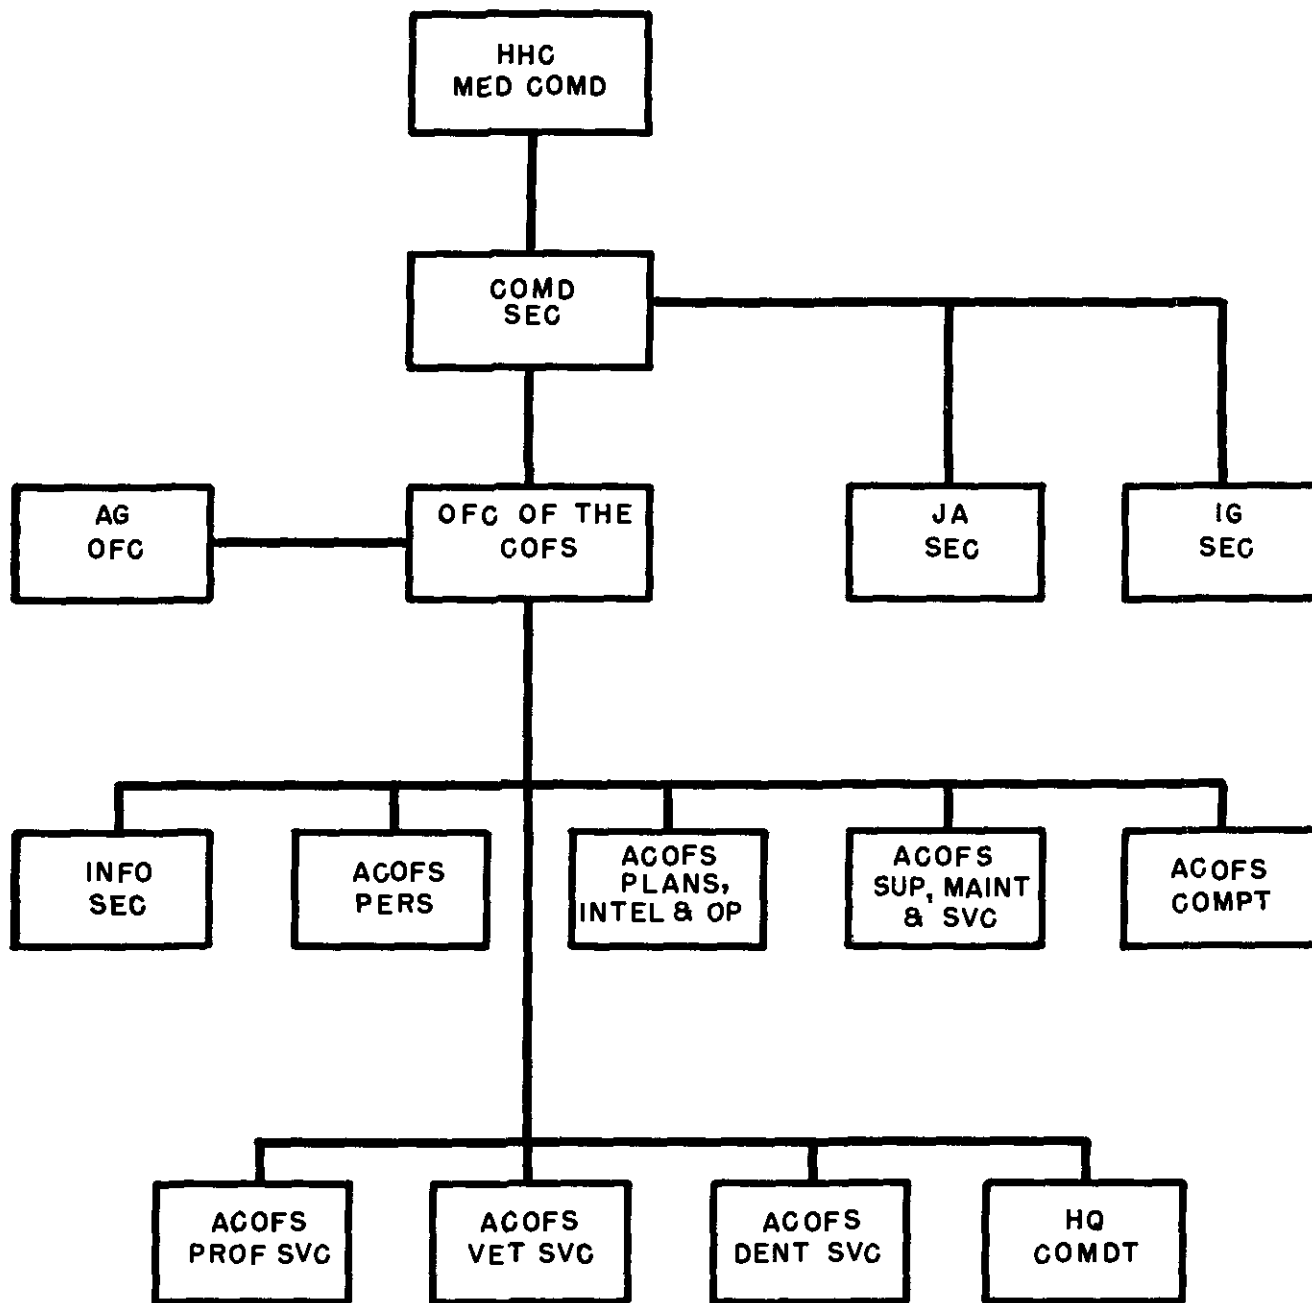 HHC
MED COMD
COMD
SEC
AG
OFC
OFC OF THE
COFS
JA
SEC
IG
SEC
INFO
SEC
ACOFS
PERS
ACOFS
PLANS,
INTEL & OP
ACOFS
SUP, MAINT
& SVC
ACOFS
COMPT
ACOFS
PROF SVC
ACOFS
VET SVC
ACOFS
DENT SVC
HQ
COMDT